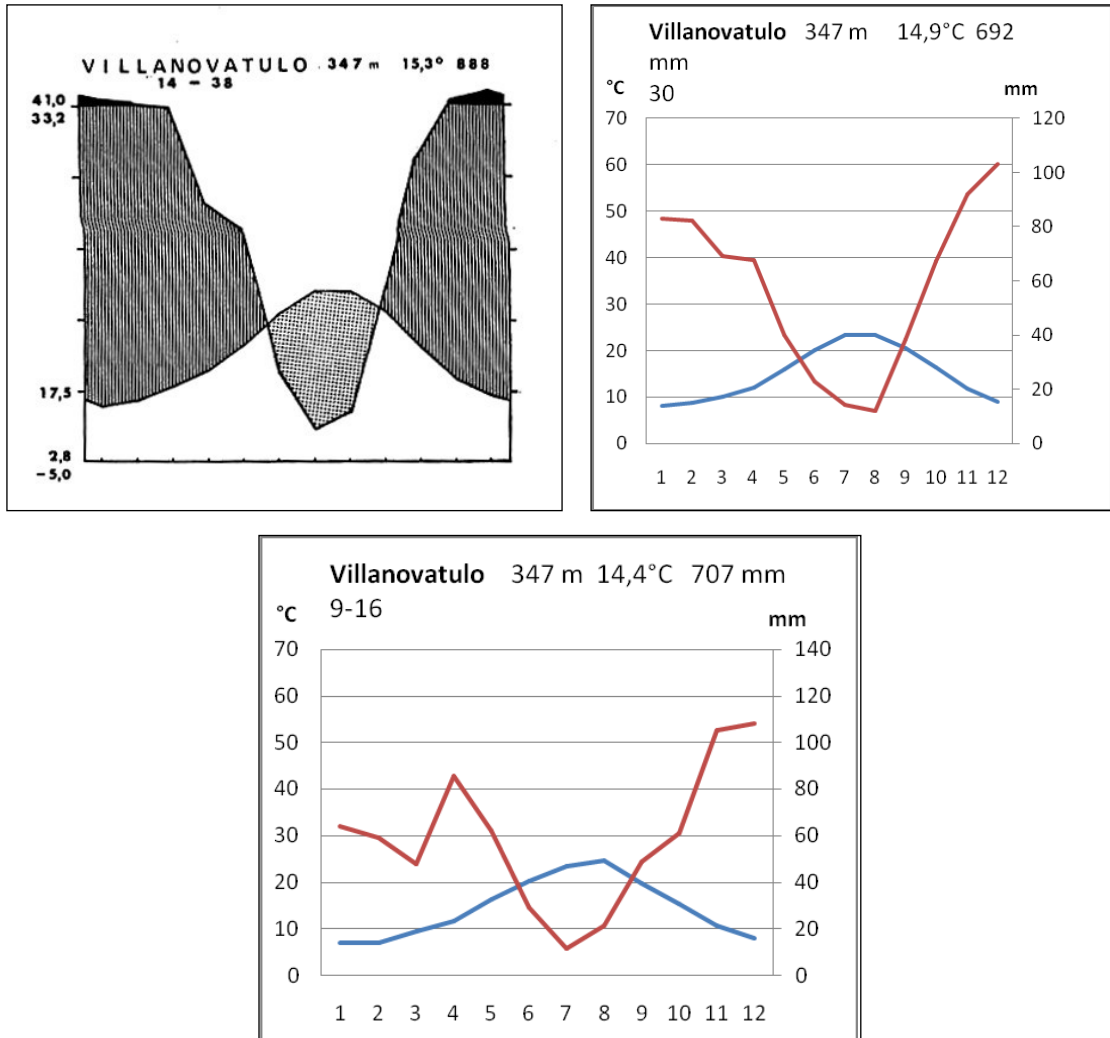 VILLANOVATULO 347 m 15,3° 888
14 – 38
41,0
33,2
17,5
2,8
-5,0
Villanovatulo 347 m 14,9°C 692
mm
°C mm
30
70 120
60
100
50
80
40
60
30
40
20
10 20
0 0
1 2 3 4 5 6 7 8 9 10 11 12
Villanovatulo 347 m 14,4°C 707 mm
°C 9-16 mm
70 140
60 120
50 100
40 80
30 60
20 40
10 20
0 0
1 2 3 4 5 6 7 8 9 10 11 12